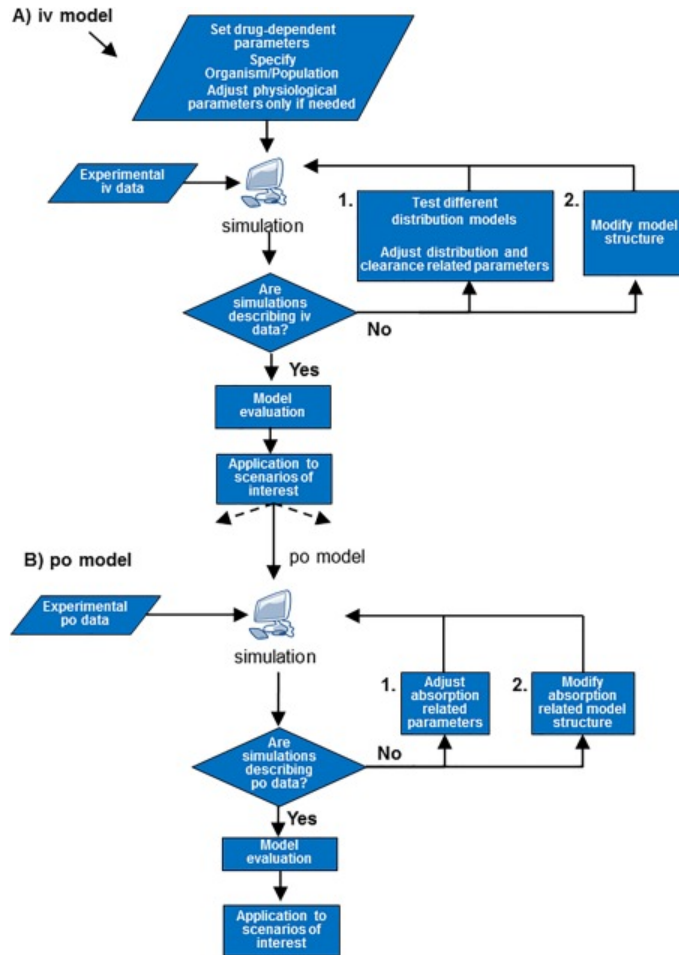 A) iv model
Set drug-dependent
parameters
Specify
Organism/Population
Adjust physiological
parameters only if needed
Experimental
iv data
simulation
1.
Test different
distribution models
Adjust distribution and
clearance related parameters
2.
Modify model
structure
Are
simulations
describing iv
data?
No
Yes
Model
evaluation
Application to
scenarios of
interest
po model
B) po model
Experimental
po data
simulation
1.
Adjust
absorption
related
parameters
2.
Modify
absorption
related model
structure
Are
simulations
describing
po data?
No
Yes
Model
evaluation
Application to
scenarios of
interest